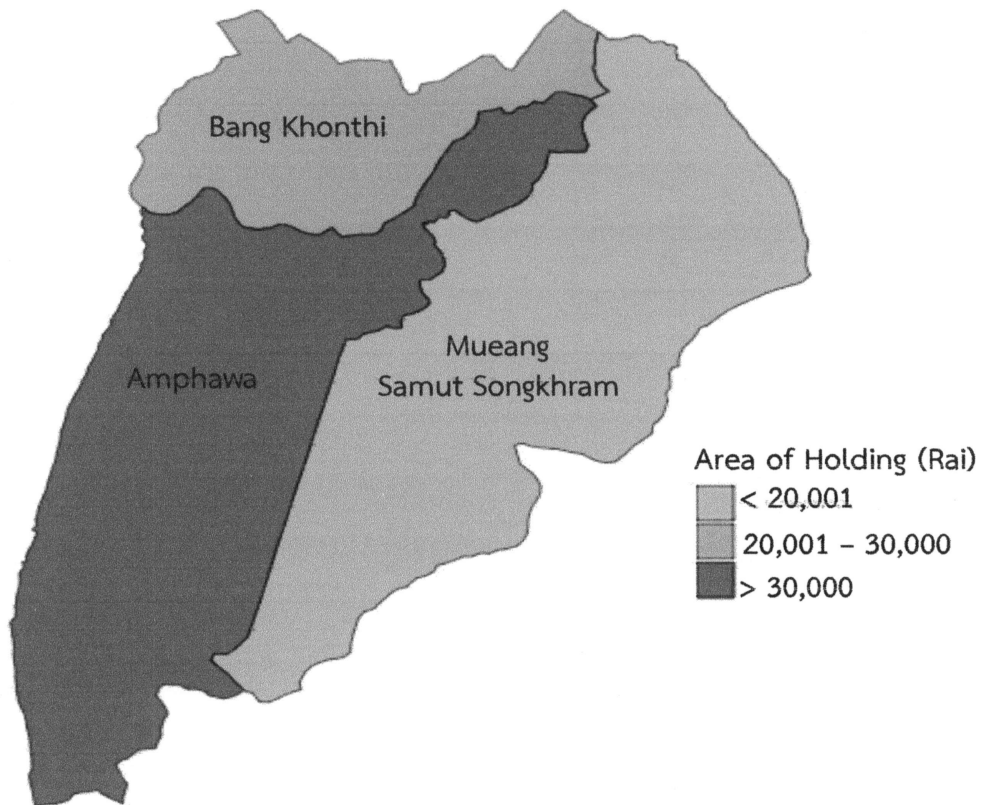 Bang Khonthi
Amphawa
Mueang
Samut Songkhram
Area of Holding (Rai)
< 20,001
20,001 – 30,000
> 30,000